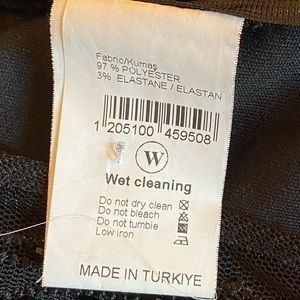 Fabric/Kumaş
97 % POLYESTER
3% ELASTANE / ELASTAN
1 205100 459508
W
Wet cleaning
Do not dry clean
Do not bleach
Do not tumble
Low iron
MADE IN TURKIYE